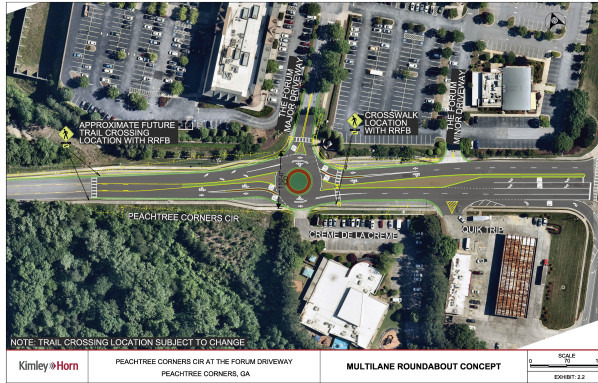 THE FORUM
MAJOR DRIVEWAY
THE FORUM
MINOR DRIVEWAY
APPROXIMATE FUTURE
TRAIL CROSSING
LOCATION WITH RRFB
CROSSWALK
LOCATION
WITH RRFB
PEACHTREE CORNERS CIR
CREME DE LA CREME
QUIK TRIP
NOTE: TRAIL CROSSING LOCATION SUBJECT TO CHANGE
Kimley»Horn
PEACHTREE CORNERS CIR AT THE FORUM DRIVEWAY
PEACHTREE CORNERS, GA
MULTILANE ROUNDABOUT CONCEPT
SCALE
0 70
EXHIBIT: 2.2